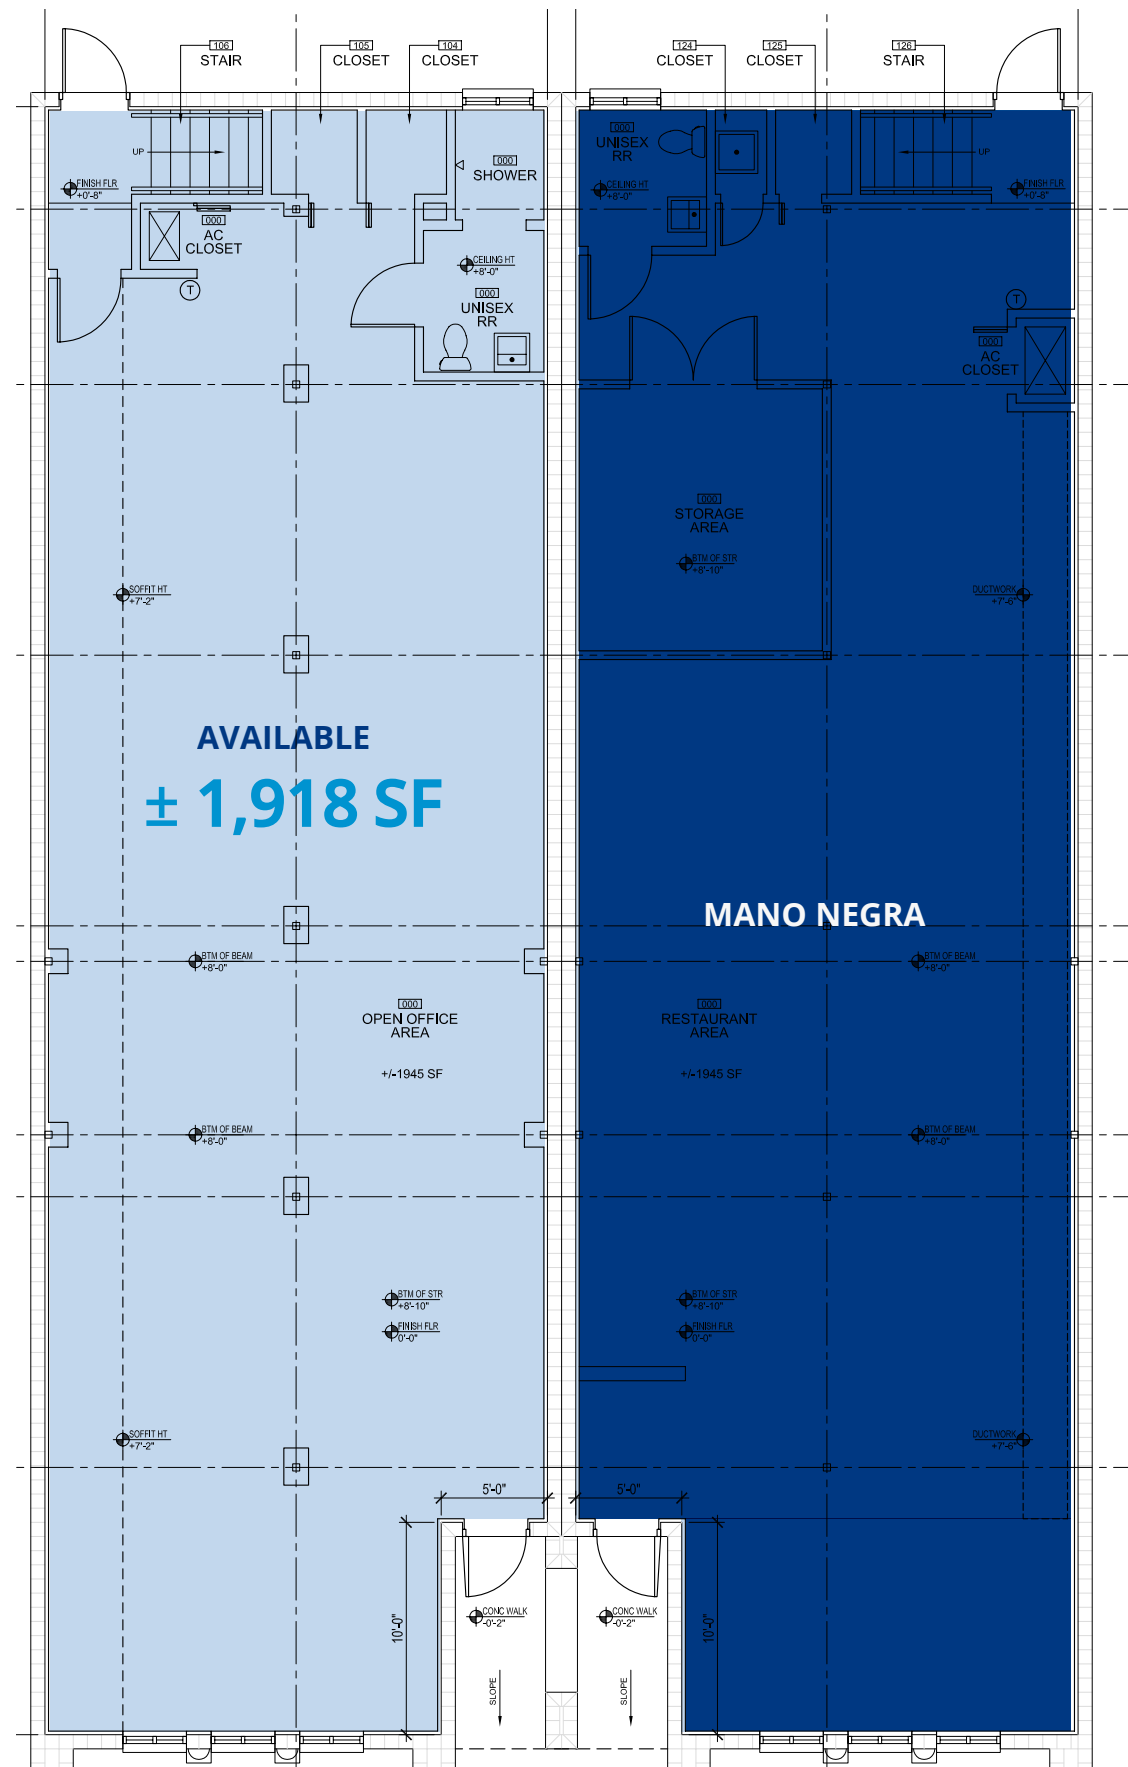 106
STAIR
105
CLOSET
104
CLOSET
124
CLOSET
125
CLOSET
126
STAIR
UP
FINISH FLR
+0'-8"
000
AC
CLOSET
T
000
SHOWER
CEILING HT
+8'-0"
000
UNISEX
RR
000
UNISEX
RR
CEILING HT
+8'-0"
UP
FINISH FLR
+0'-8"
T
000
AC
CLOSET
000
STORAGE
AREA
BTM OF STR
+8'-10"
SOFFIT HT
+7'-2"
DUCTWORK
+7'-6"
AVAILABLE
± 1,918 SF
MANO NEGRA
BTM OF BEAM
+8'-0"
BTM OF BEAM
+8'-0"
000
OPEN OFFICE
AREA
+/-1945 SF
000
RESTAURANT
AREA
+/-1945 SF
BTM OF BEAM
+8'-0"
BTM OF BEAM
+8'-0"
BTM OF STR
+8'-10"
FINISH FLR
0'-0"
BTM OF STR
+8'-10"
FINISH FLR
0'-0"
SOFFIT HT
+7'-2"
DUCTWORK
+7'-6"
5'-0"
5'-0"
10'-0"
10'-0"
CONC WALK
-0'-2"
CONC WALK
-0'-2"
SLOPE
SLOPE